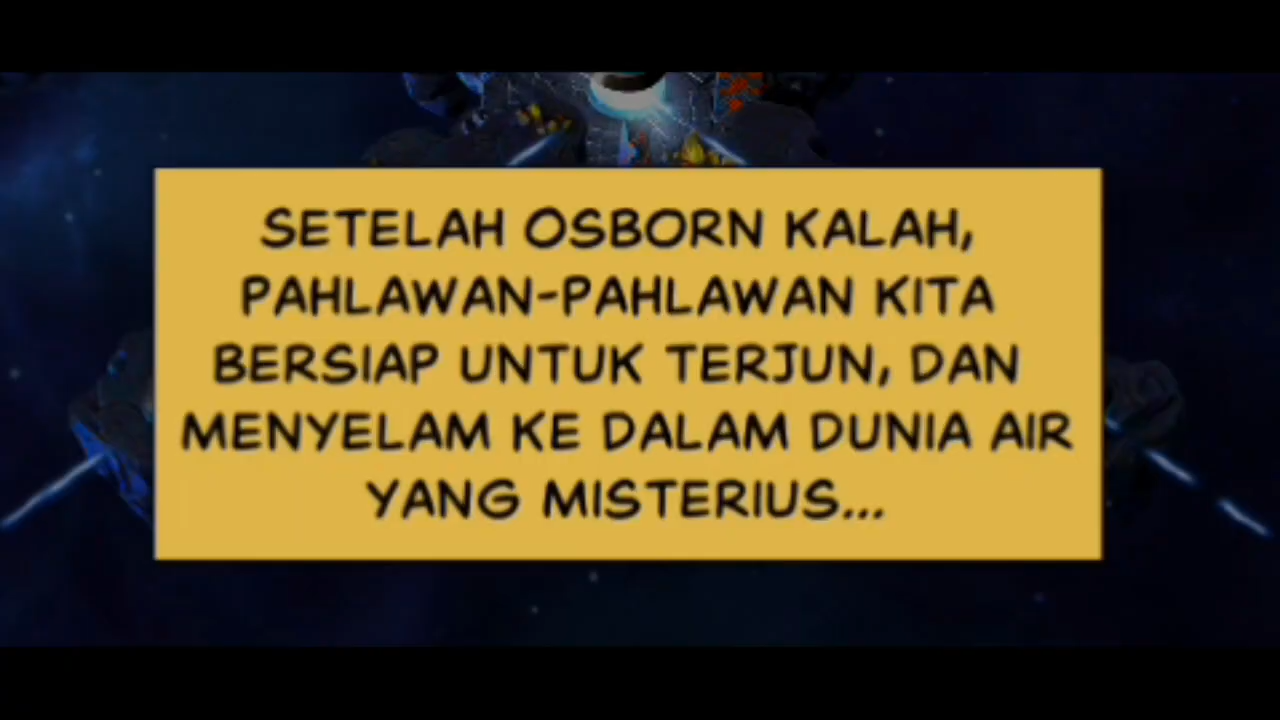 SETELAH OSBORN KALAH,
PAHLAWAN-PAHLAWAN KITA
BERSIAP UNTUK TERJUN, DAN
MENYELAM KE DALAM DUNIA AIR
YANG MISTERIUS...